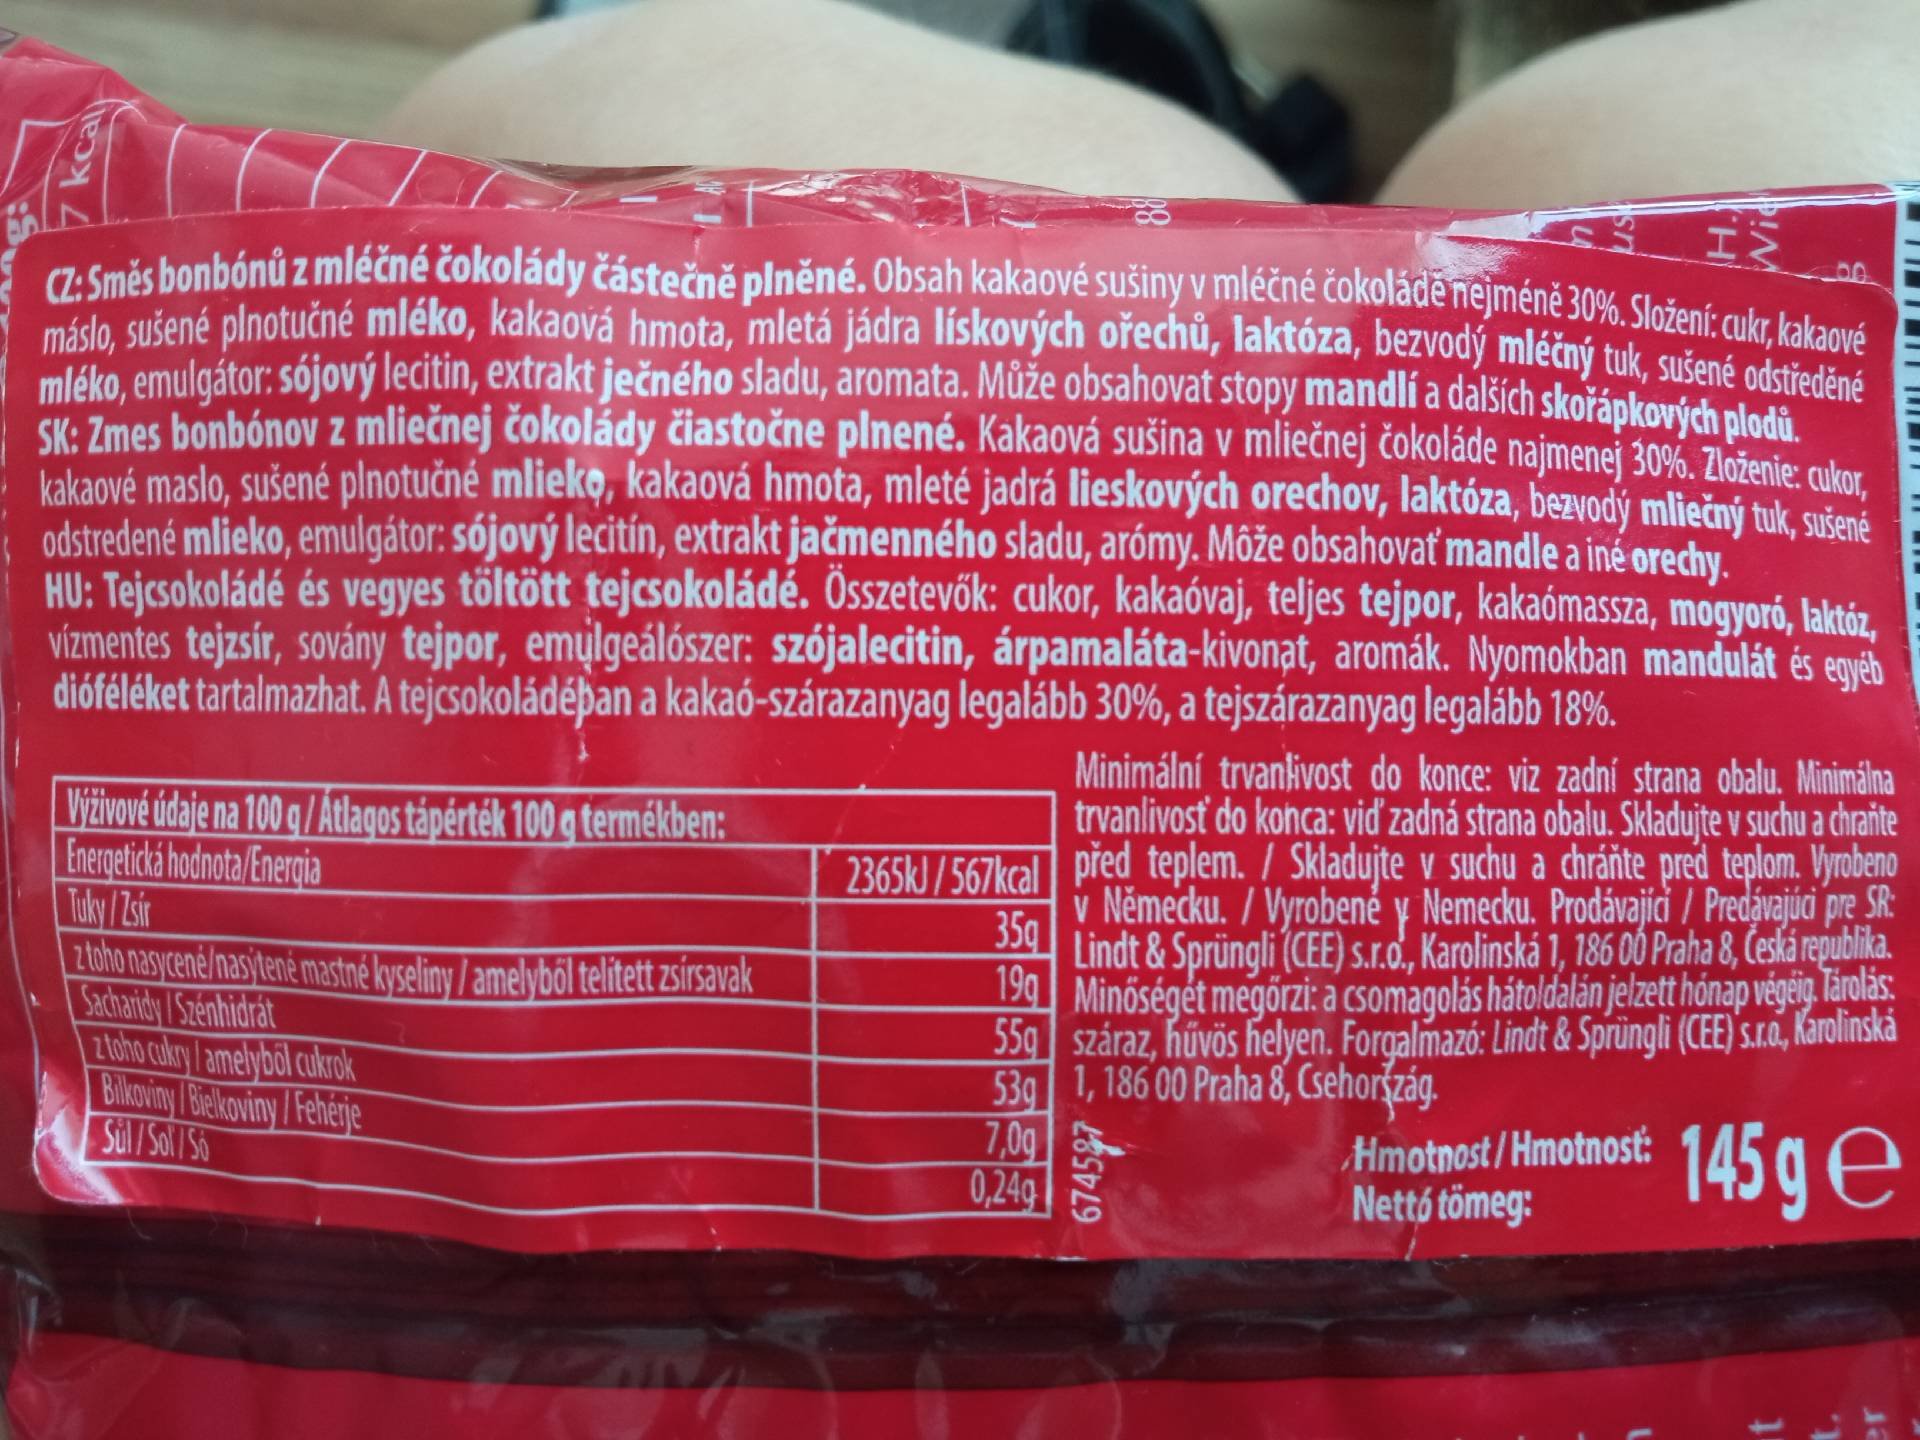 7 kcal
CZ: Směs bonbónů z mléčné čokolády částečně plněné. Obsah kakaové sušiny v mléčné čokoládě nejméně 30%. Složení: cukr, kakaové
máslo, sušené plnotučné mléko, kakaová hmota, mletá jádra lískových ořechů, laktóza, bezvodý mléčný tuk, sušené odstředěné
mléko, emulgátor: sójový lecitin, extrakt ječného sladu, aromata. Může obsahovat stopy mandlí a dalších skořápkových plodů.
SK: Zmes bonbónov z mliečnej čokolády čiastočne plnené. Kakaová sušina v mliečnej čokoláde najmenej 30%. Zloženie: cukor,
kakaové maslo, sušené plnotučné mlieko, kakaová hmota, mleté jadrá lieskových orechov, laktóza, bezvodý mliečný tuk, sušené
odstredené mlieko, emulgátor: sójový lecitín, extrakt jačmenného sladu, arómy. Môže obsahovať mandle a iné orechy.
HU: Tejcsokoládé és vegyes töltött tejcsokoládé. Összetevők: cukor, kakaóvaj, teljes tejpor, kakaómassza, mogyoró, laktóz,
vízmentes tejzsír, sovány tejpor, emulgeálószer: szójalecitin, árpamaláta-kivonat, aromák. Nyomokban mandulát és egyéb
dióféléket tartalmazhat. A tejcsokoládéban a kakaó-szárazanyag legalább 30%, a tejszárazanyag legalább 18%.
Výživové údaje na 100 g / Átlagos tápérték 100 g termékben:
Energetická hodnota/Energia 2365kJ / 567kcal
Tuky / Zsír 35g
z toho nasycené/nasýtené mastné kyseliny / amelyből telített zsírsavak 19g
Sacharidy / Szénhidrát 55g
z toho cukry / amelyből cukrok 53g
Bílkoviny / Bielkoviny / Fehérje 7,0g
Sůl / Soľ / Só 0,24g
Minimální trvanlivost do konce: viz zadní strana obalu. Minimálna
trvanlivosť do konca: viď zadná strana obalu. Skladujte v suchu a chraňte
před teplem. / Skladujte v suchu a chráňte pred teplom. Vyrobeno
v Německu. / Vyrobené v Nemecku. Prodávající / Predávajúci pre SR:
Lindt & Sprüngli (CEE) s.r.o., Karolinská 1, 186 00 Praha 8, Česká republika.
Minőségét megőrzi: a csomagolás hátoldalán jelzett hónap végéig. Tárolás:
száraz, hűvös helyen. Forgalmazó: Lindt & Sprüngli (CEE) s.r.o., Karolinská
1, 186 00 Praha 8, Csehország.
674587
Hmotnost / Hmotnosť:
Nettó tömeg:
145 g e